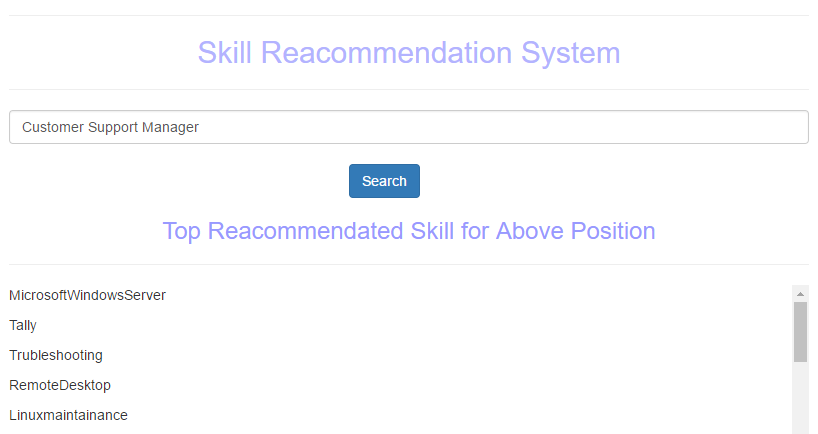 Skill Reacommendation System
Customer Support Manager
Search
Top Reacommendated Skill for Above Position
MicrosoftWindowsServer
Tally
Trubleshooting
RemoteDesktop
Linuxmaintainance